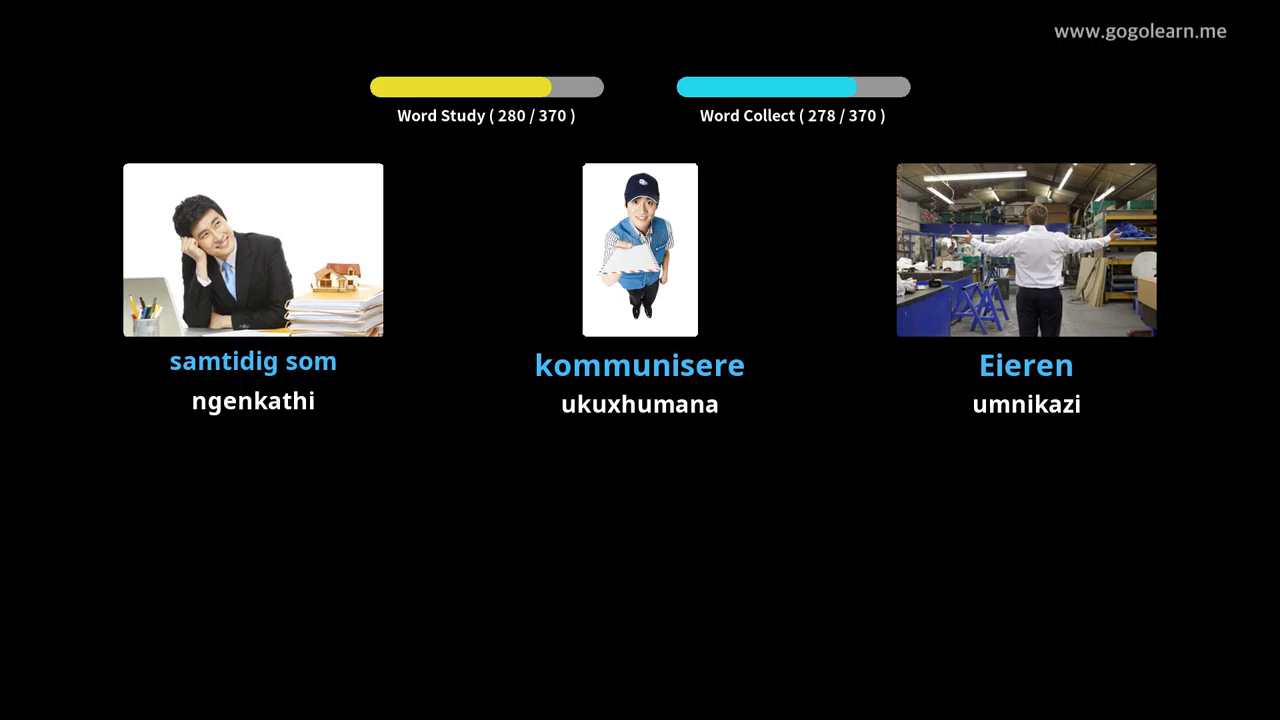 www.gogolearn.me
Word Study ( 280 / 370 )
Word Collect ( 278 / 370 )
samtidig som
ngenkathi
kommunisere
ukuxhumana
Eieren
umnikazi